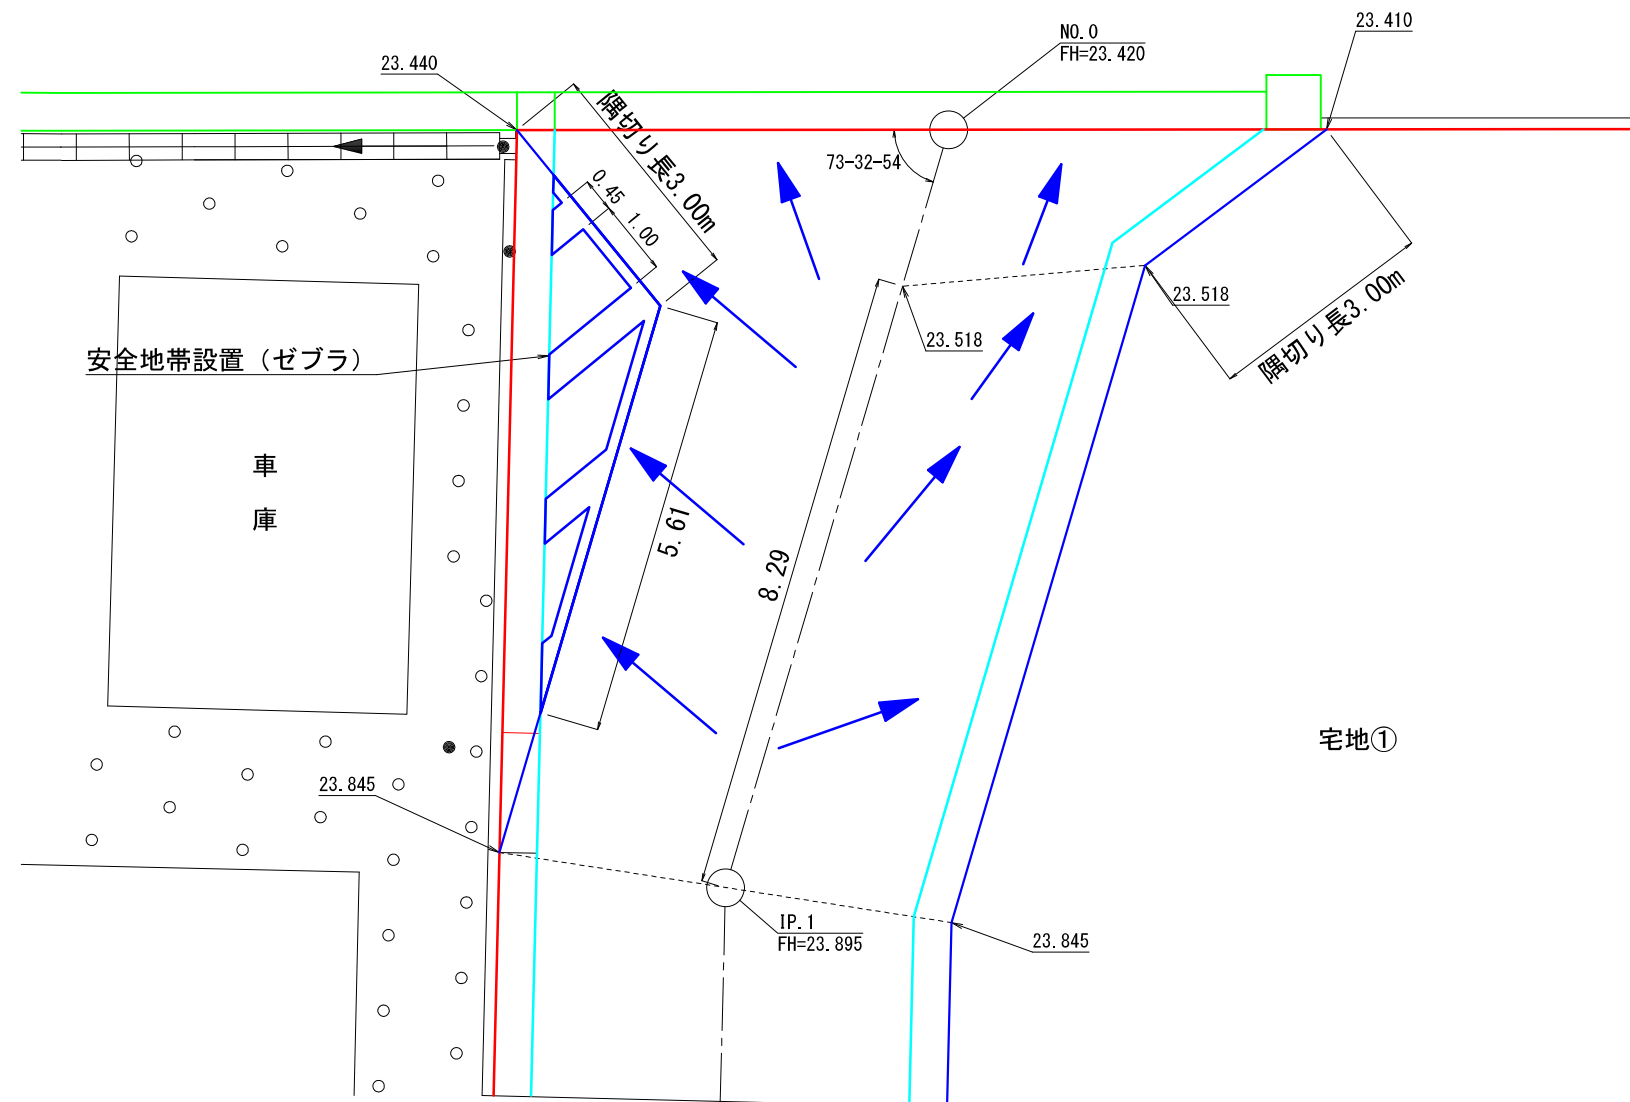 23.410
NO.0
FH=23.420
23.440
隅切り長3.00m
73-32-54
0.45
1.00
23.518
23.518
隅切り長3.00m
安全地帯設置（ゼブラ）
車
庫
5.61
8.29
宅地①
23.845
IP.1
FH=23.895
23.845